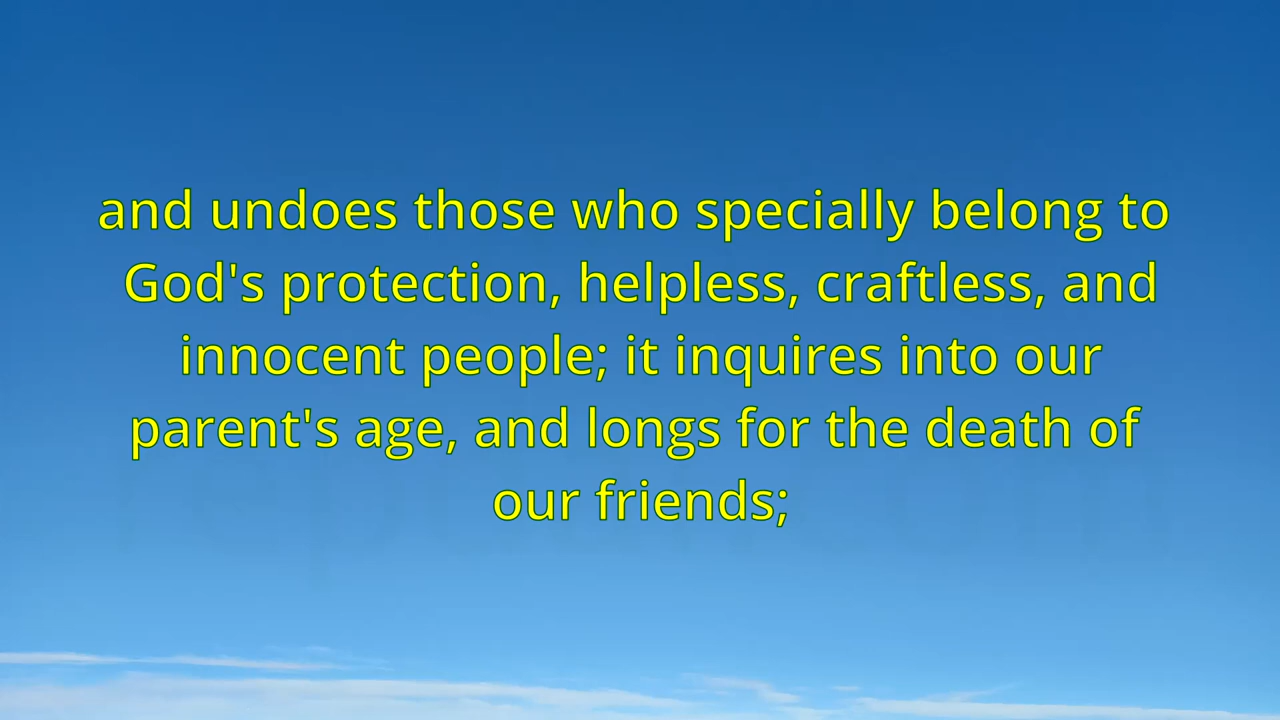 and undoes those who specially belong to
God's protection, helpless, craftless, and
innocent people; it inquires into our
parent's age, and longs for the death of
our friends;